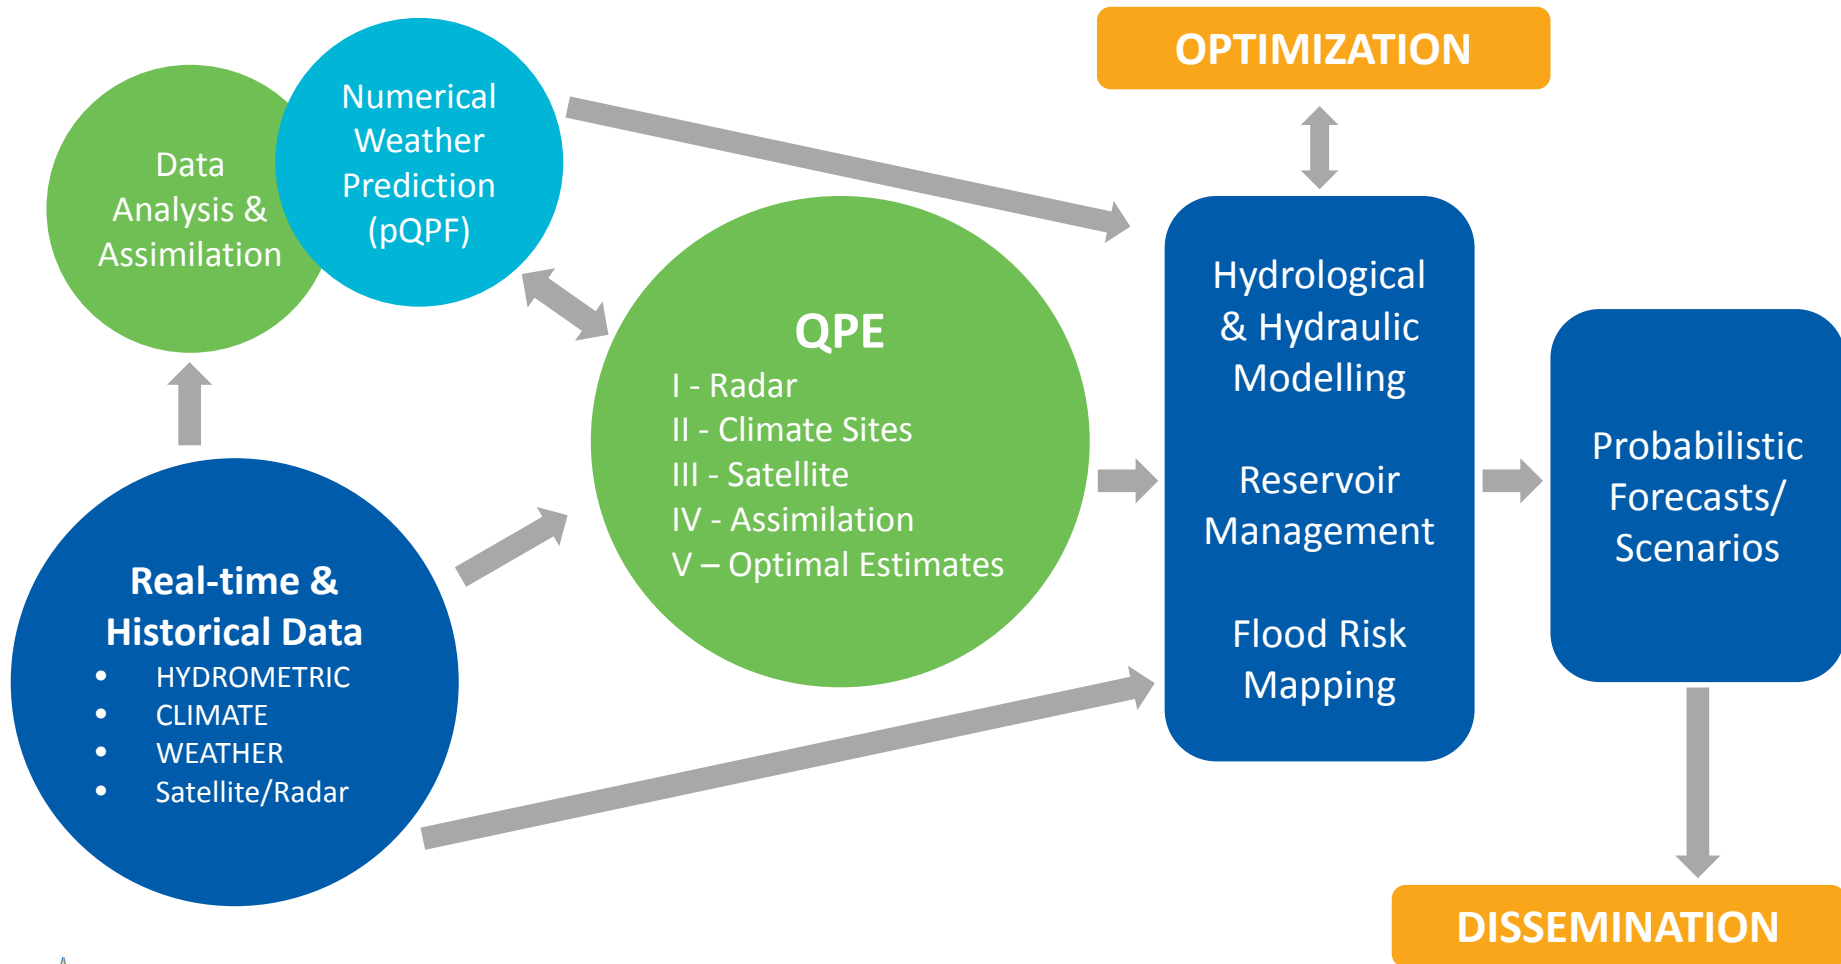 Data
Analysis &
Assimilation
Numerical
Weather
Prediction
(pQPF)
OPTIMIZATION
QPE
I - Radar
II - Climate Sites
III - Satellite
IV - Assimilation
V – Optimal Estimates
Real-time &
Historical Data
• HYDROMETRIC
• CLIMATE
• WEATHER
• Satellite/Radar
Hydrological
& Hydraulic
Modelling
Reservoir
Management
Flood Risk
Mapping
Probabilistic
Forecasts/
Scenarios
DISSEMINATION